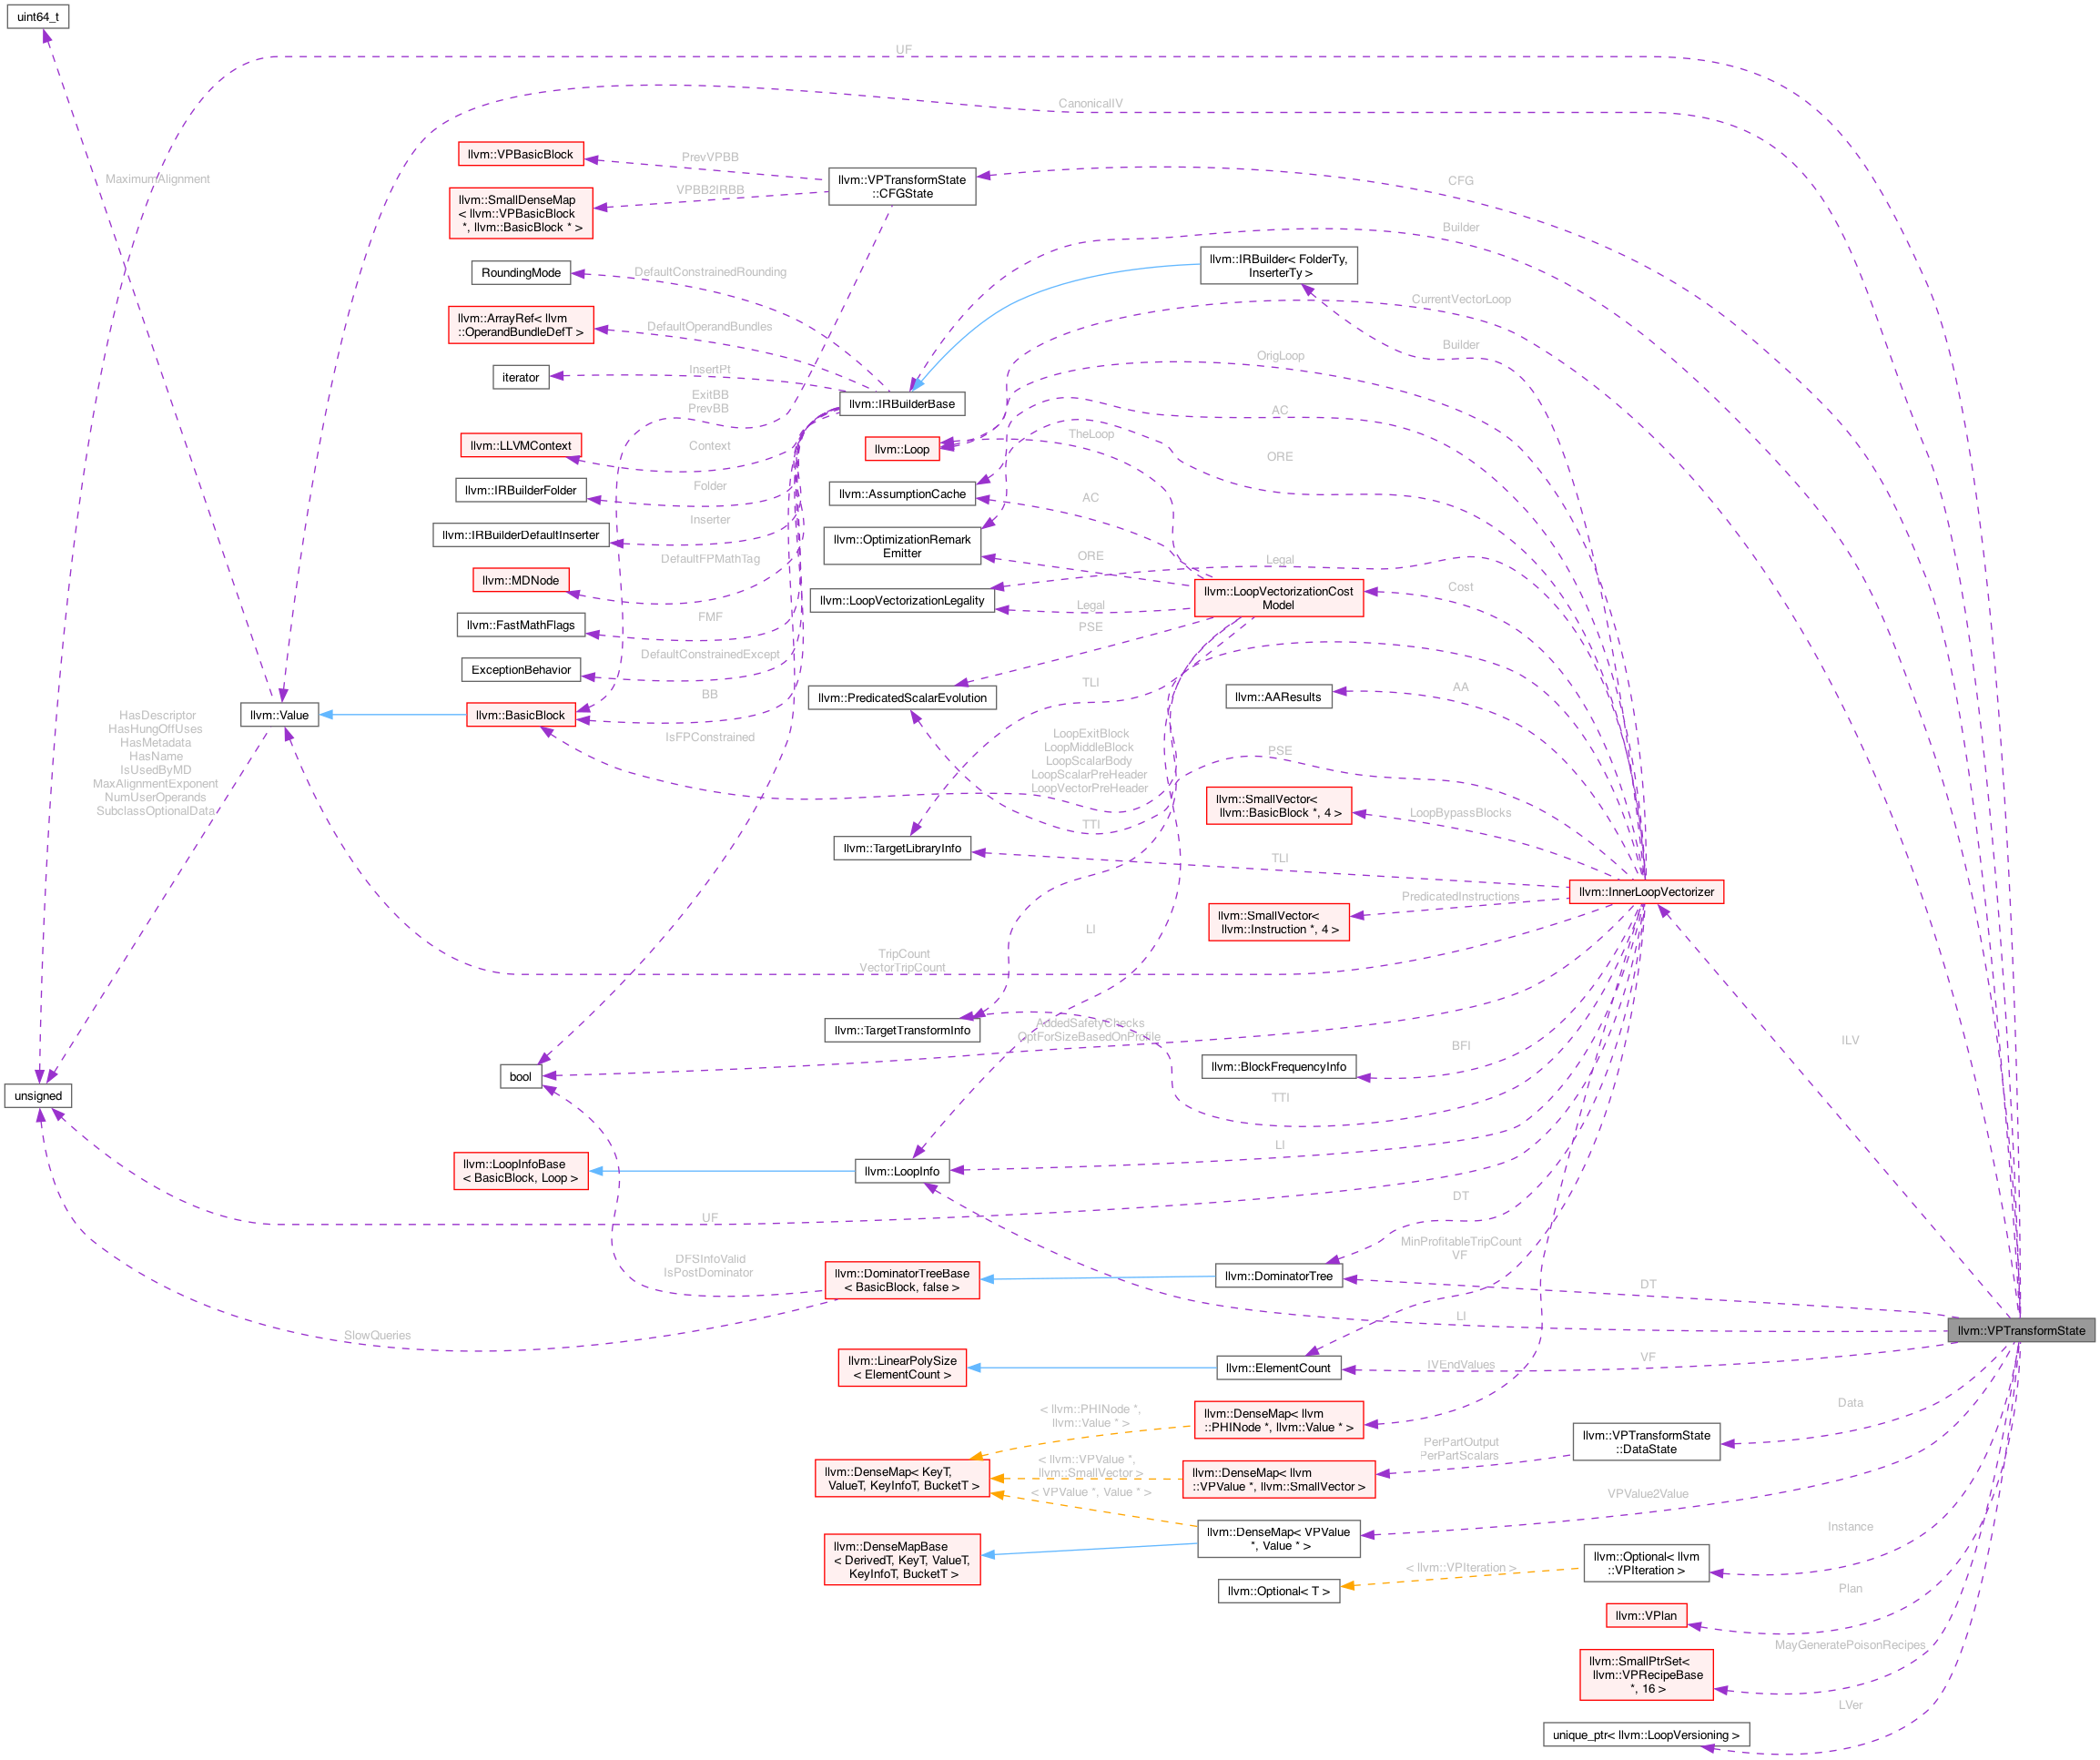 uint64_t
UF
CanonicalIV
MaximumAlignment
llvm::VPBasicBlock
PrevVPBB
llvm::VPTransformState
::CFGState
CFG
llvm::SmallDenseMap
< llvm::VPBasicBlock
*, llvm::BasicBlock * >
VPBB2IRBB
Builder
RoundingMode
DefaultConstrainedRounding
llvm::IRBuilder< FolderTy,
InserterTy >
CurrentVectorLoop
llvm::ArrayRef< llvm
::OperandBundleDefT >
DefaultOperandBundles
Builder
OrigLoop
iterator
InsertPt
ExitBB
PrevBB
llvm::IRBuilderBase
AC
llvm::LLVMContext
Context
llvm::Loop
TheLoop
ORE
llvm::IRBuilderFolder
Folder
llvm::AssumptionCache
AC
llvm::IRBuilderDefaultInserter
Inserter
llvm::OptimizationRemark
Emitter
ORE
Legal
llvm::MDNode
DefaultFPMathTag
llvm::LoopVectorizationLegality
Legal
llvm::LoopVectorizationCost
Model
Cost
llvm::FastMathFlags
FMF
PSE
ExceptionBehavior
DefaultConstrainedExcept
llvm::PredicatedScalarEvolution
TLI
llvm::AAResults
AA
BB
llvm::Value
llvm::BasicBlock
HasDescriptor
HasHungOffUses
HasMetadata
HasName
IsUsedByMD
MaxAlignmentExponent
NumUserOperands
SubclassOptionalData
IsFPConstrained
LoopExitBlock
LoopMiddleBlock
LoopScalarBody
LoopScalarPreHeader
LoopVectorPreHeader
PSE
llvm::SmallVector<
llvm::BasicBlock *, 4 >
LoopBypassBlocks
TTI
llvm::TargetLibraryInfo
TLI
llvm::InnerLoopVectorizer
llvm::SmallVector<
llvm::Instruction *, 4 >
PredicatedInstructions
LI
TripCount
VectorTripCount
llvm::TargetTransformInfo
AddedSafetyChecks
OptForSizeBasedOnProfile
ILV
BFI
llvm::BlockFrequencyInfo
bool
unsigned
TTI
LI
llvm::LoopInfoBase
< BasicBlock, Loop >
llvm::LoopInfo
DT
UF
MinProfitableTripCount
VF
DFSInfoValid
IsPostDominator
llvm::DominatorTreeBase
< BasicBlock, false >
llvm::DominatorTree
DT
LI
llvm::VPTransformState
SlowQueries
llvm::LinearPolySize
< ElementCount >
llvm::ElementCount
IVEndValues
VF
Data
< llvm::PHINode *,
llvm::Value * >
llvm::DenseMap< llvm
::PHINode *, llvm::Value * >
llvm::VPTransformState
::DataState
PerPartOutput
PerPartScalars
< llvm::VPValue *,
llvm::SmallVector >
llvm::DenseMap< KeyT,
ValueT, KeyInfoT, BucketT >
llvm::DenseMap< llvm
::VPValue *, llvm::SmallVector >
< VPValue *, Value * >
VPValue2Value
llvm::DenseMap< VPValue
*, Value * >
Instance
llvm::DenseMapBase
< DerivedT, KeyT, ValueT,
KeyInfoT, BucketT >
llvm::Optional< llvm
::VPIteration >
< llvm::VPIteration >
llvm::Optional< T >
Plan
llvm::VPlan
MayGeneratePoisonRecipes
llvm::SmallPtrSet<
llvm::VPRecipeBase
*, 16 >
LVer
unique_ptr< llvm::LoopVersioning >